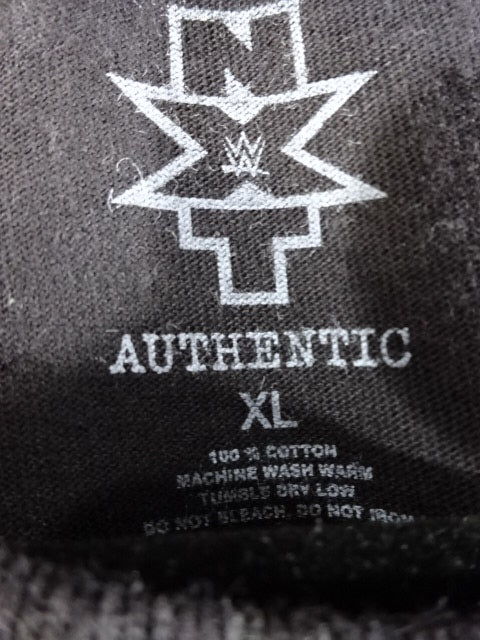 N
X
W
T
AUTHENTIC
XL
100 % COTTON
MACHINE WASH WARM
TUMBLE DRY LOW
DO NOT BLEACH. DO NOT IRON